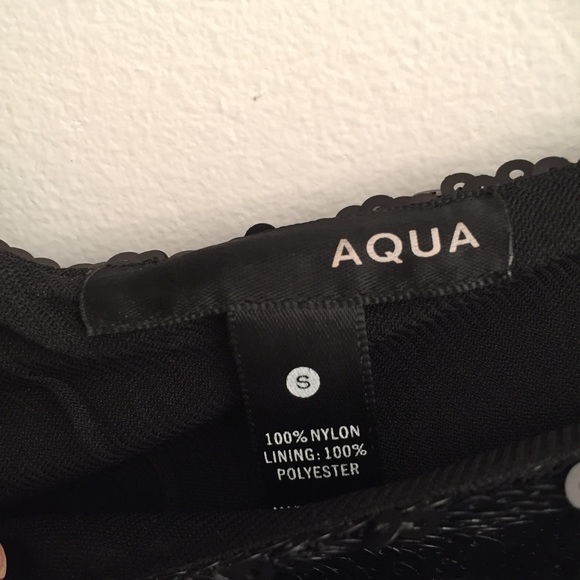 AQUA
S
100% NYLON
LINING: 100%
POLYESTER